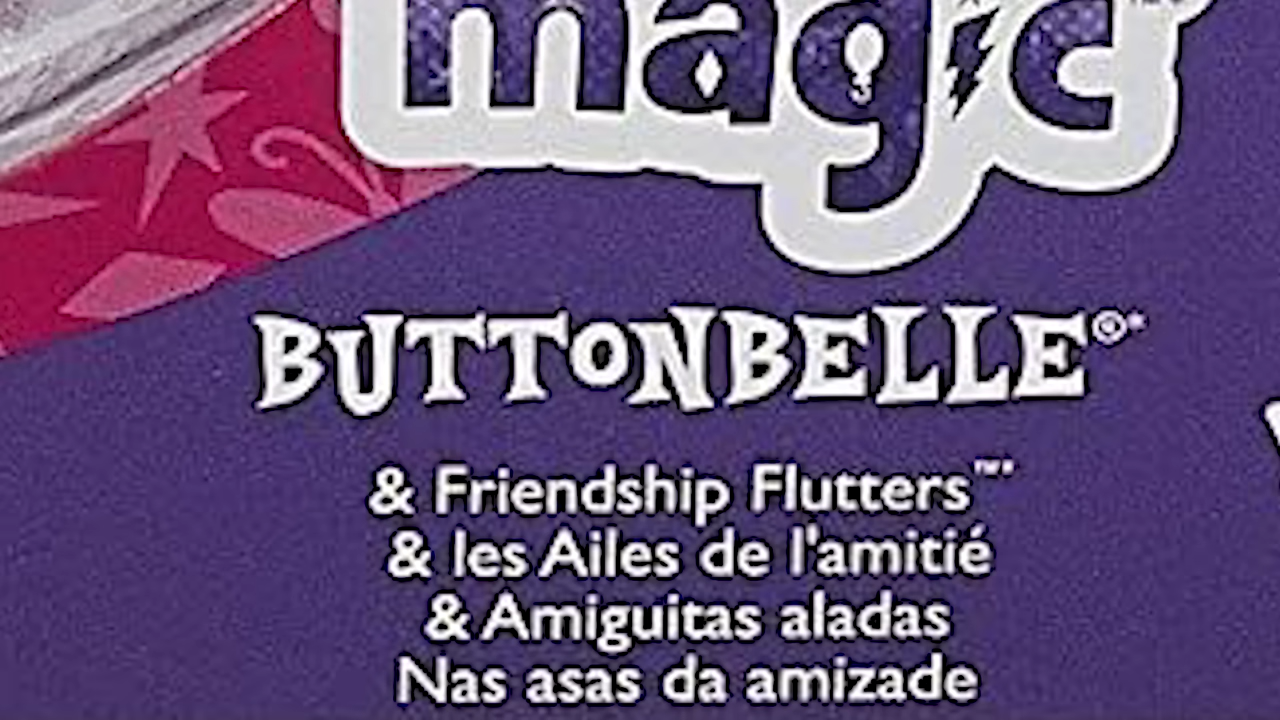 magic
BUTTONBELLE®*
& Friendship Flutters™*
& les Ailes de l'amitié
& Amiguitas aladas
Nas asas da amizade